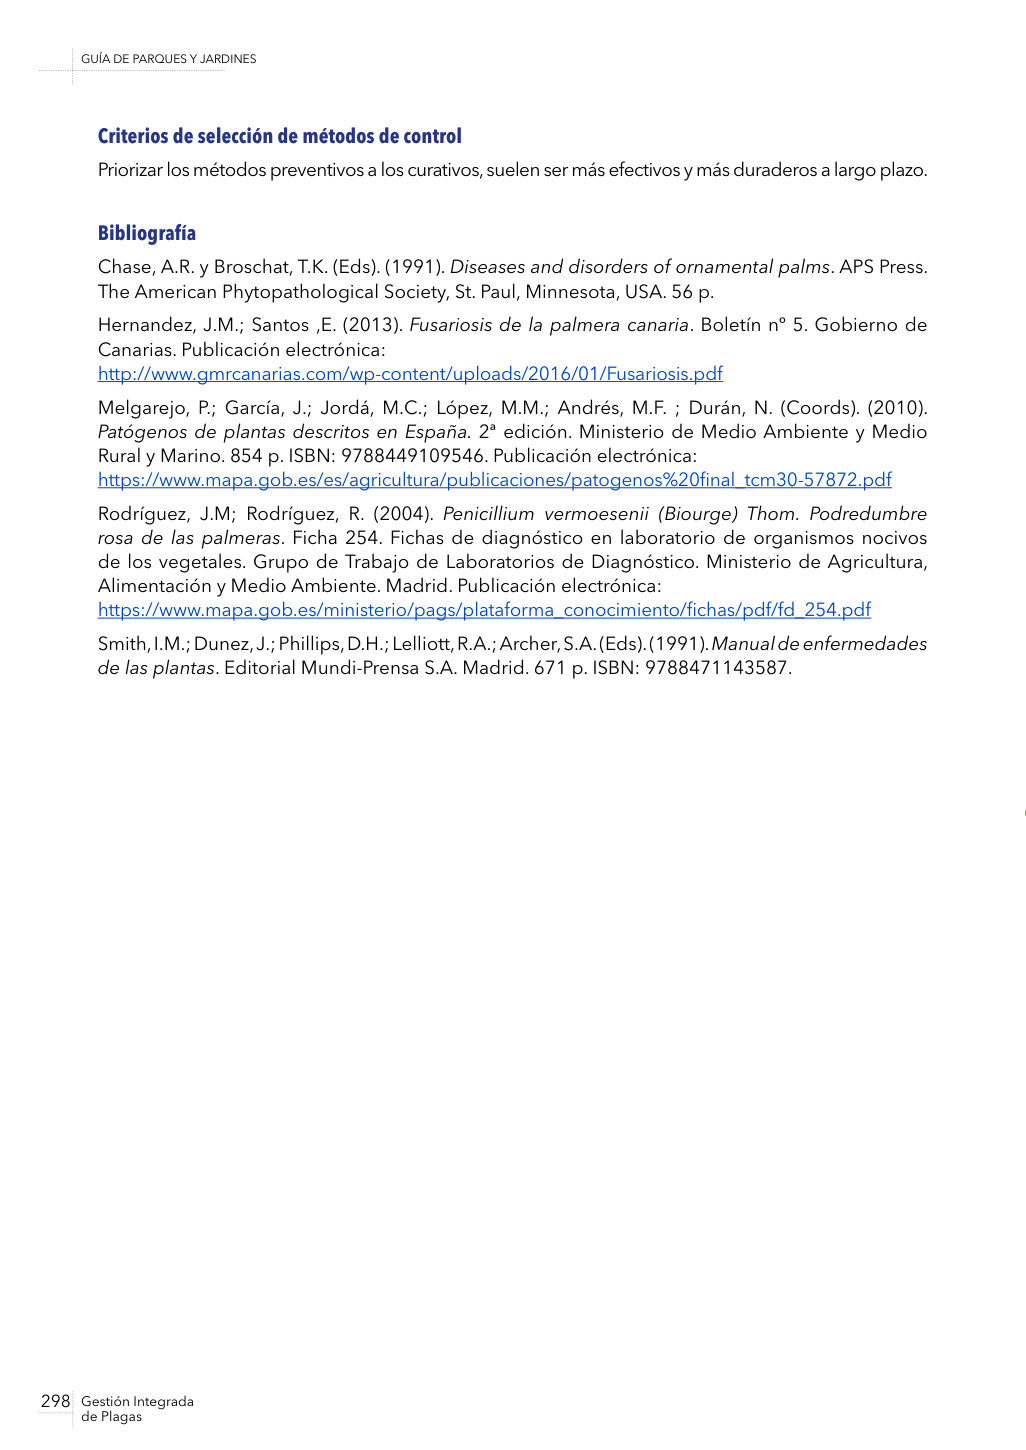 GUÍA DE PARQUES Y JARDINES
Criterios de selección de métodos de control
Priorizar los métodos preventivos a los curativos, suelen ser más efectivos y más duraderos a largo plazo.
Bibliografía
Chase, A.R. y Broschat, T.K. (Eds). (1991). Diseases and disorders of ornamental palms. APS Press.
The American Phytopathological Society, St. Paul, Minnesota, USA. 56 p.
Hernandez, J.M.; Santos ,E. (2013). Fusariosis de la palmera canaria. Boletín nº 5. Gobierno de
Canarias. Publicación electrónica:
http://www.gmrcanarias.com/wp-content/uploads/2016/01/Fusariosis.pdf
Melgarejo, P.; García, J.; Jordá, M.C.; López, M.M.; Andrés, M.F. ; Durán, N. (Coords). (2010).
Patógenos de plantas descritos en España. 2ª edición. Ministerio de Medio Ambiente y Medio
Rural y Marino. 854 p. ISBN: 9788449109546. Publicación electrónica:
https://www.mapa.gob.es/es/agricultura/publicaciones/patogenos%20final_tcm30-57872.pdf
Rodríguez, J.M; Rodríguez, R. (2004). Penicillium vermoesenii (Biourge) Thom. Podredumbre
rosa de las palmeras. Ficha 254. Fichas de diagnóstico en laboratorio de organismos nocivos
de los vegetales. Grupo de Trabajo de Laboratorios de Diagnóstico. Ministerio de Agricultura,
Alimentación y Medio Ambiente. Madrid. Publicación electrónica:
https://www.mapa.gob.es/ministerio/pags/plataforma_conocimiento/fichas/pdf/fd_254.pdf
Smith, I.M.; Dunez, J.; Phillips, D.H.; Lelliott, R.A.; Archer, S.A. (Eds). (1991). Manual de enfermedades
de las plantas. Editorial Mundi-Prensa S.A. Madrid. 671 p. ISBN: 9788471143587.
298 Gestión Integrada
de Plagas